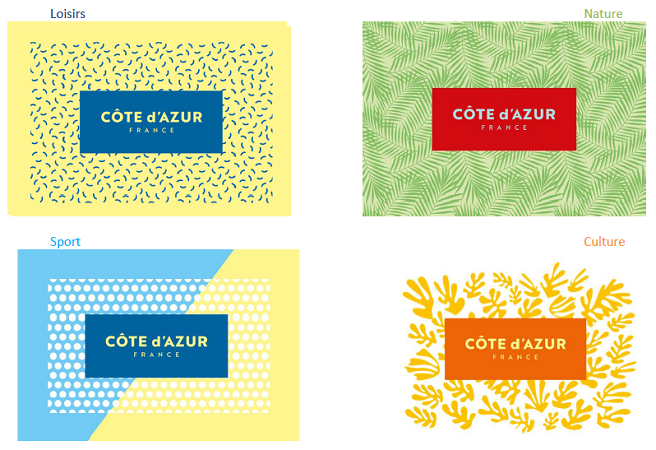 Loisirs
CÔTE d'AZUR
FRANCE
Nature
CÔTE d'AZUR
FRANCE
Sport
CÔTE d'AZUR
FRANCE
Culture
CÔTE d'AZUR
FRANCE